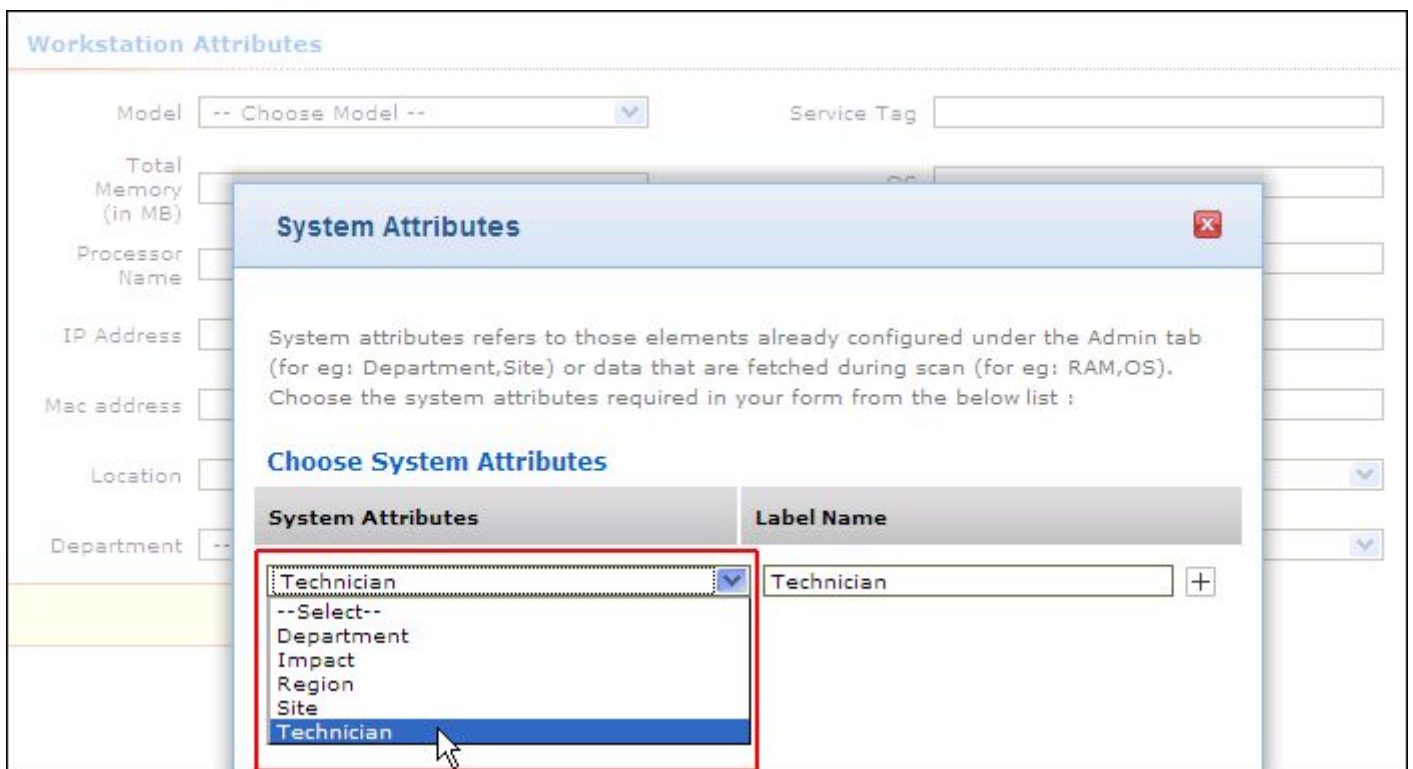 Workstation Attributes
Model -- Choose Model -- Service Tag
Total
Memory
(in MB)
OS
System Attributes
Processor
Name
System attributes refers to those elements already configured under the Admin tab
IP Address
(for eg: Department,Site) or data that are fetched during scan (for eg: RAM,OS).
Choose the system attributes required in your form from the below list :
Mac address
Choose System Attributes
Location
System Attributes Label Name
Department --
Technician Technician +
--Select--
Department
Impact
Region
Site
Technician